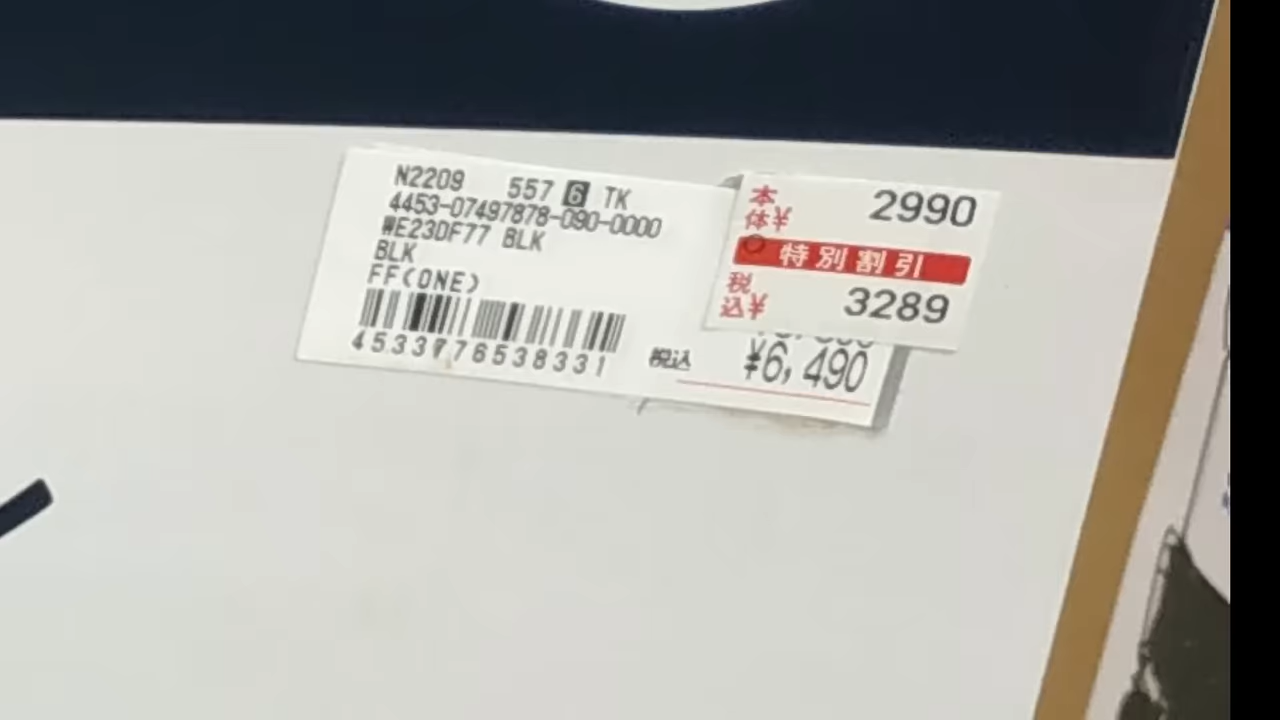 N2209 557 6 TK
4453-07497878-090-0000
WE23DF77 BLK
BLK
FF(ONE)
4533776538331
税込 ¥6,490
本体¥ 2990
特別割引
税込¥ 3289